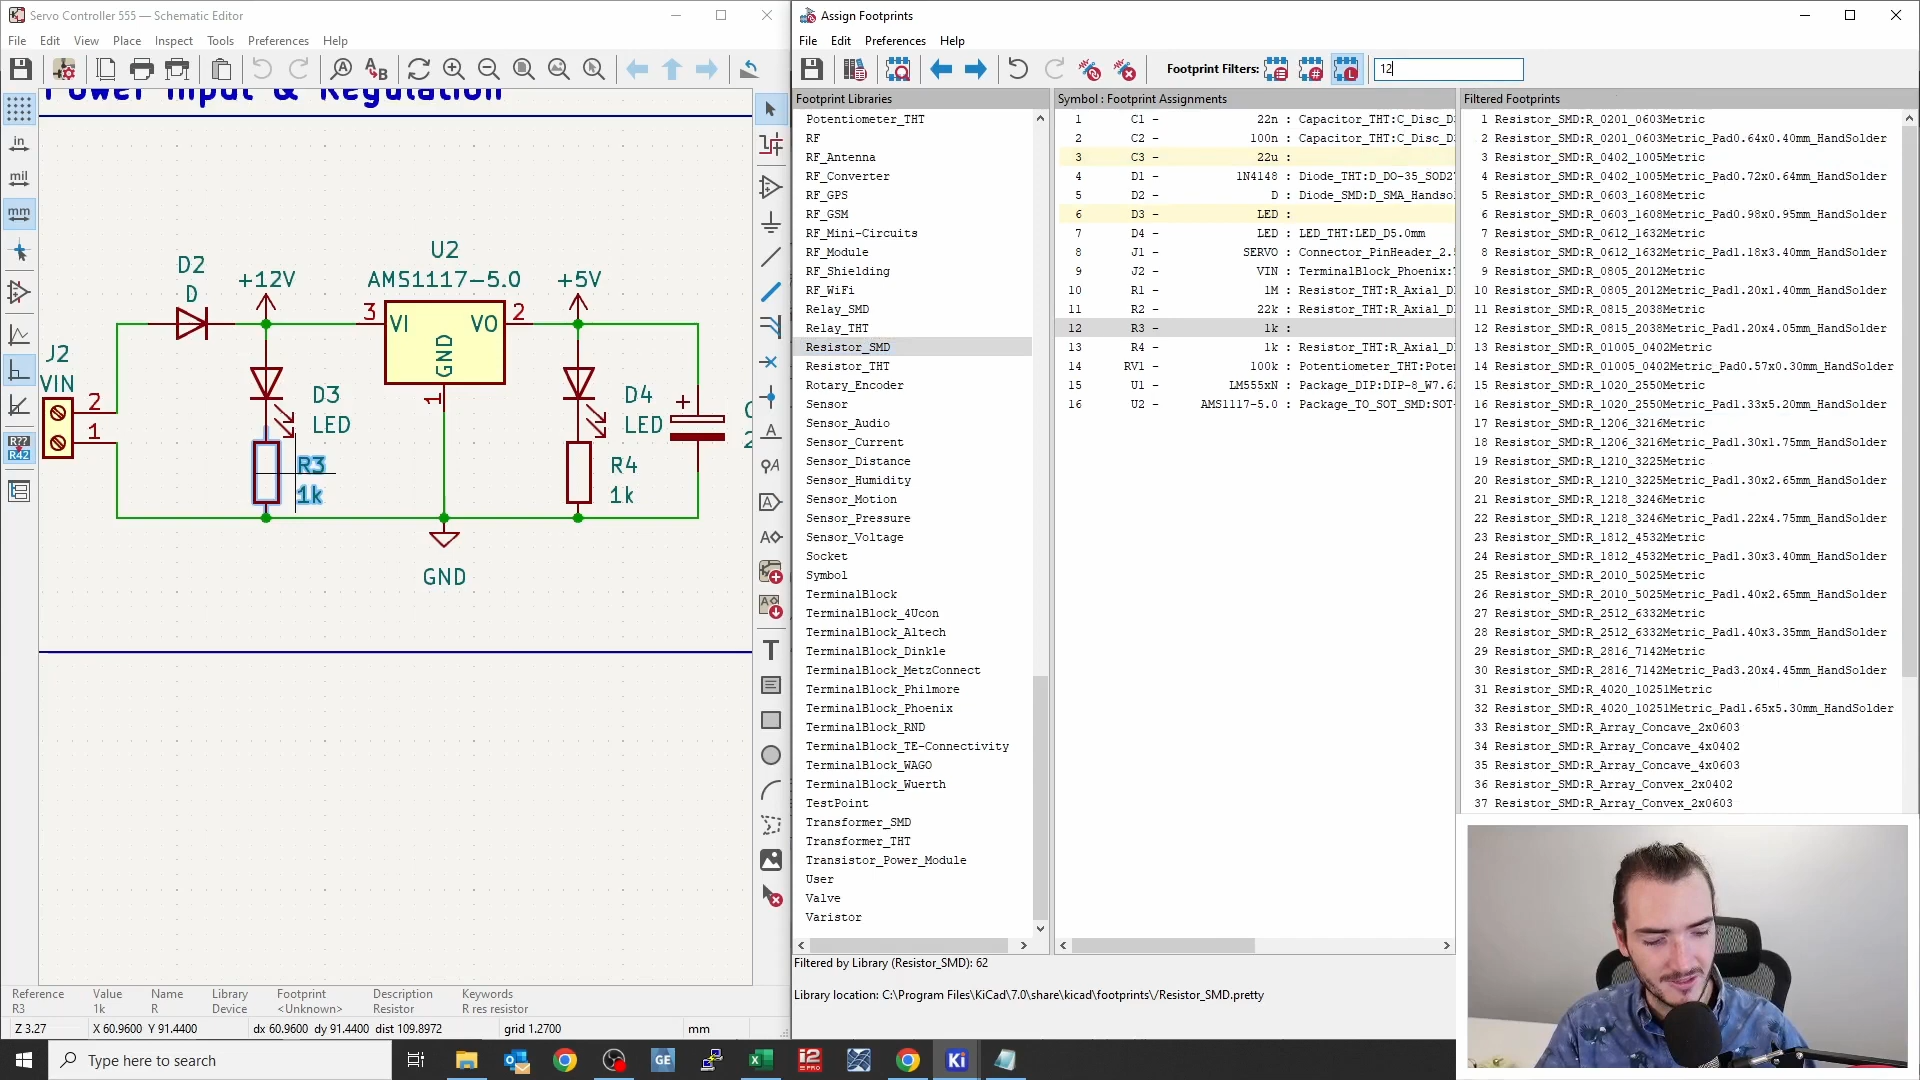 Servo Controller 555 — Schematic Editor
File Edit View Place Inspect Tools Preferences Help
Power Input & Regulation
in
mil
mm
R??
R42
D2
D
+12V
U2
AMS1117-5.0
+5V
3
VI
VO
2
GND
1
J2
VIN
2
1
D3
LED
D4
LED
+
R3
1k
R4
1k
GND
Reference Value Name Library Footprint Description Keywords
R3 1k R Device <Unknown> Resistor R res resistor
Z 3.27 X 60.9600 Y 91.4400 dx 60.9600 dy 91.4400 dist 109.8972 grid 1.2700 mm
Assign Footprints
File Edit Preferences Help
Footprint Filters: 12
Footprint Libraries
Potentiometer_THT
RF
RF_Antenna
RF_Converter
RF_GPS
RF_GSM
RF_Mini-Circuits
RF_Module
RF_Shielding
RF_WiFi
Relay_SMD
Relay_THT
Resistor_SMD
Resistor_THT
Rotary_Encoder
Sensor
Sensor_Audio
Sensor_Current
Sensor_Distance
Sensor_Humidity
Sensor_Motion
Sensor_Pressure
Sensor_Voltage
Socket
Symbol
TerminalBlock
TerminalBlock_4Ucon
TerminalBlock_Altech
TerminalBlock_Dinkle
TerminalBlock_MetzConnect
TerminalBlock_Philmore
TerminalBlock_Phoenix
TerminalBlock_RND
TerminalBlock_TE-Connectivity
TerminalBlock_WAGO
TerminalBlock_Wuerth
TestPoint
Transformer_SMD
Transformer_THT
Transistor_Power_Module
User
Valve
Varistor
Symbol : Footprint Assignments
1 C1 - 22n : Capacitor_THT:C_Disc_D
2 C2 - 100n : Capacitor_THT:C_Disc_D
3 C3 - 22u :
4 D1 - 1N4148 : Diode_THT:D_DO-35_SOD27
5 D2 - D : Diode_SMD:D_SMA_Handso
6 D3 - LED :
7 D4 - LED : LED_THT:LED_D5.0mm
8 J1 - SERVO : Connector_PinHeader_2.5
9 J2 - VIN : TerminalBlock_Phoenix:
10 R1 - 1M : Resistor_THT:R_Axial_D
11 R2 - 22k : Resistor_THT:R_Axial_D
12 R3 - 1k :
13 R4 - 1k : Resistor_THT:R_Axial_D
14 RV1 - 100k : Potentiometer_THT:Poten
15 U1 - LM555xN : Package_DIP:DIP-8_W7.62
16 U2 - AMS1117-5.0 : Package_TO_SOT_SMD:SOT-
Filtered Footprints
1 Resistor_SMD:R_0201_0603Metric
2 Resistor_SMD:R_0201_0603Metric_Pad0.64x0.40mm_HandSolder
3 Resistor_SMD:R_0402_1005Metric
4 Resistor_SMD:R_0402_1005Metric_Pad0.72x0.64mm_HandSolder
5 Resistor_SMD:R_0603_1608Metric
6 Resistor_SMD:R_0603_1608Metric_Pad0.98x0.95mm_HandSolder
7 Resistor_SMD:R_0612_1632Metric
8 Resistor_SMD:R_0612_1632Metric_Pad1.18x3.40mm_HandSolder
9 Resistor_SMD:R_0805_2012Metric
10 Resistor_SMD:R_0805_2012Metric_Pad1.20x1.40mm_HandSolder
11 Resistor_SMD:R_0815_2038Metric
12 Resistor_SMD:R_0815_2038Metric_Pad1.20x4.05mm_HandSolder
13 Resistor_SMD:R_01005_0402Metric
14 Resistor_SMD:R_01005_0402Metric_Pad0.57x0.30mm_HandSolder
15 Resistor_SMD:R_1020_2550Metric
16 Resistor_SMD:R_1020_2550Metric_Pad1.33x5.20mm_HandSolder
17 Resistor_SMD:R_1206_3216Metric
18 Resistor_SMD:R_1206_3216Metric_Pad1.30x1.75mm_HandSolder
19 Resistor_SMD:R_1210_3225Metric
20 Resistor_SMD:R_1210_3225Metric_Pad1.30x2.65mm_HandSolder
21 Resistor_SMD:R_1218_3246Metric
22 Resistor_SMD:R_1218_3246Metric_Pad1.22x4.75mm_HandSolder
23 Resistor_SMD:R_1812_4532Metric
24 Resistor_SMD:R_1812_4532Metric_Pad1.30x3.40mm_HandSolder
25 Resistor_SMD:R_2010_5025Metric
26 Resistor_SMD:R_2010_5025Metric_Pad1.40x2.65mm_HandSolder
27 Resistor_SMD:R_2512_6332Metric
28 Resistor_SMD:R_2512_6332Metric_Pad1.40x3.35mm_HandSolder
29 Resistor_SMD:R_2816_7142Metric
30 Resistor_SMD:R_2816_7142Metric_Pad3.20x4.45mm_HandSolder
31 Resistor_SMD:R_4020_10251Metric
32 Resistor_SMD:R_4020_10251Metric_Pad1.65x5.30mm_HandSolder
33 Resistor_SMD:R_Array_Concave_2x0603
34 Resistor_SMD:R_Array_Concave_4x0402
35 Resistor_SMD:R_Array_Concave_4x0603
36 Resistor_SMD:R_Array_Convex_2x0402
37 Resistor_SMD:R_Array_Convex_2x0603
Filtered by Library (Resistor_SMD): 62
Library location: C:\Program Files\KiCad\7.0\share\kicad\footprints\/Resistor_SMD.pretty
Type here to search
GE
i2
PRO
Ki